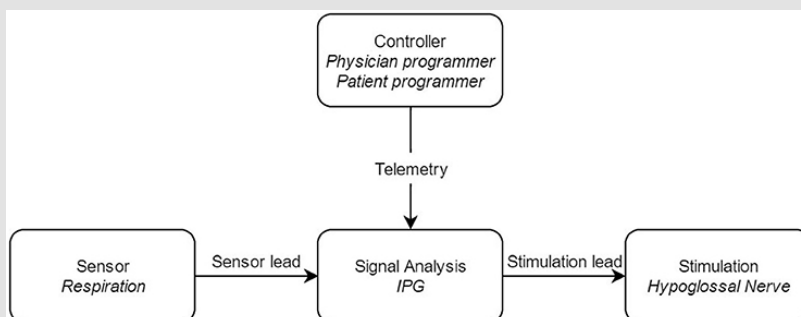 Controller
Physician programmer
Patient programmer
Telemetry
Sensor
Respiration
Sensor lead
Signal Analysis
IPG
Stimulation lead
Stimulation
Hypoglossal Nerve